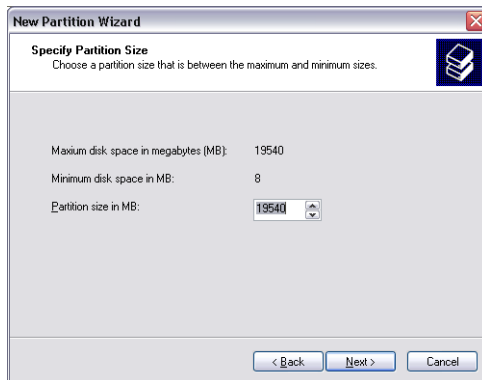 New Partition Wizard
Specify Partition Size
Choose a partition size that is between the maximum and minimum sizes.
Maxium disk space in megabytes (MB): 19540
Minimum disk space in MB: 8
Partition size in MB: 19540
< Back Next > Cancel